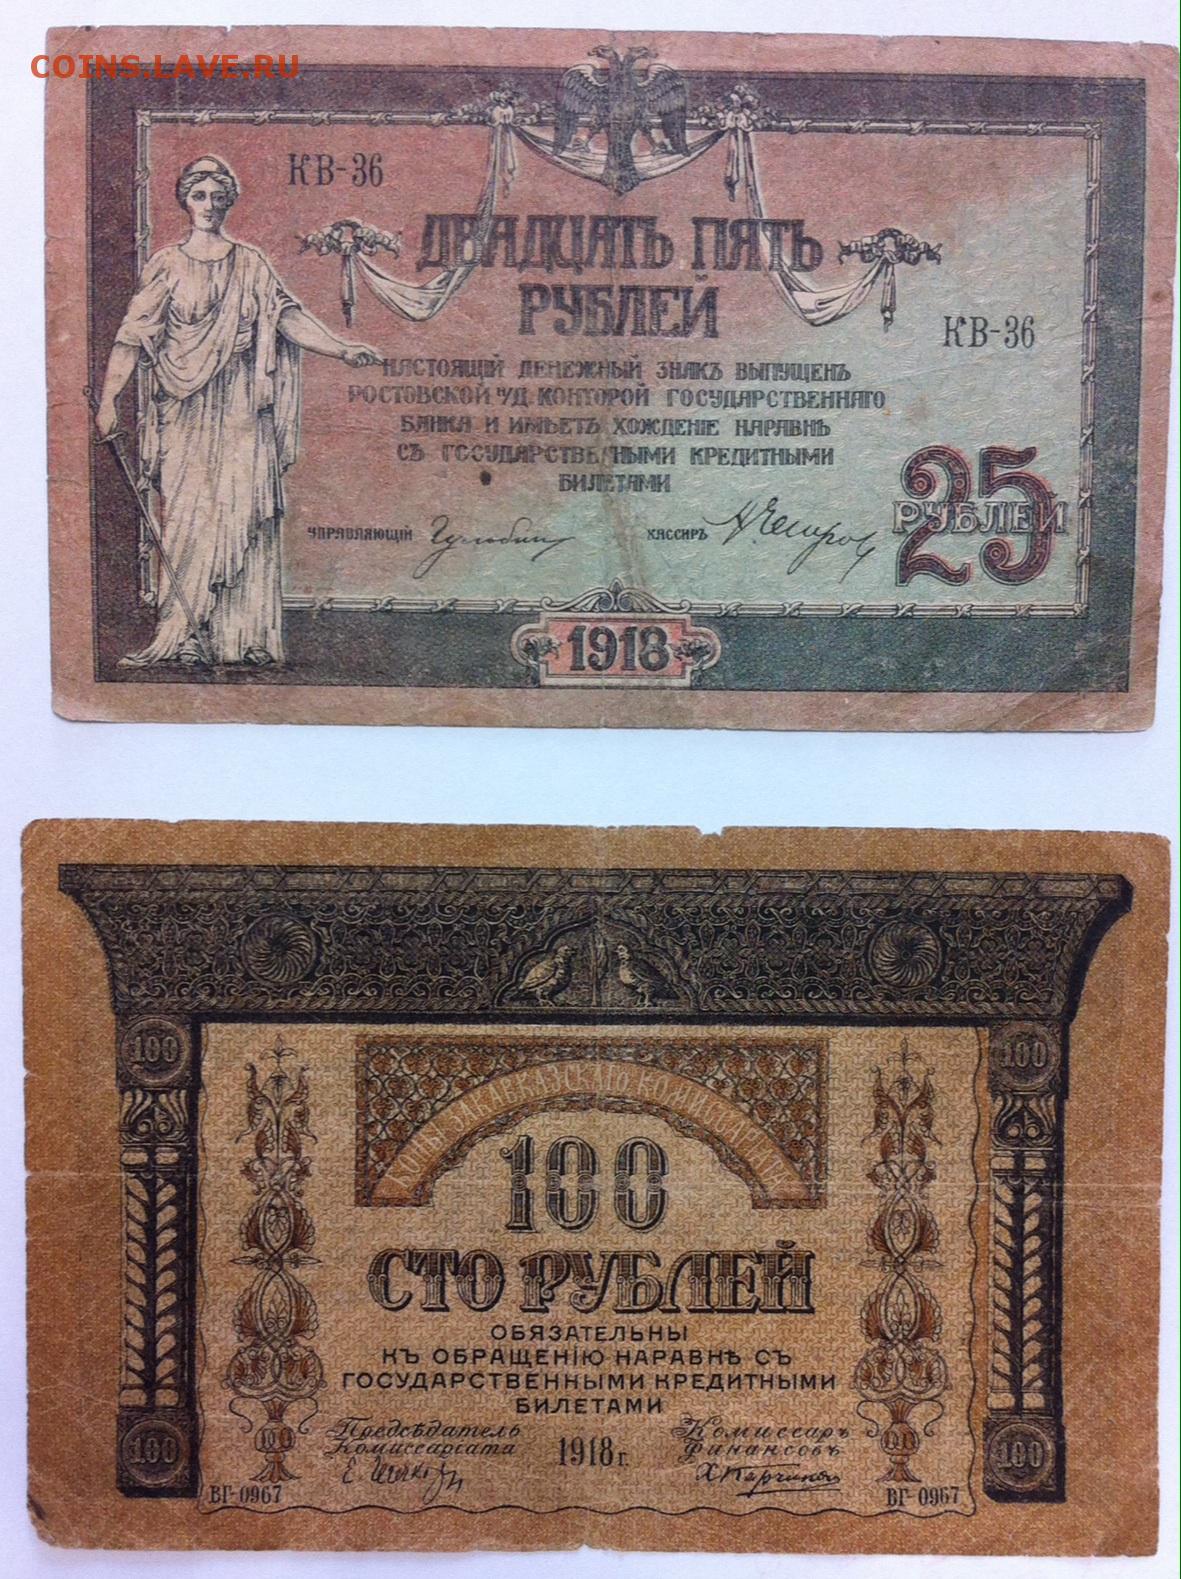 COINS.LAVE.RU
КВ-36
ДВАДЦАТЬ ПЯТЬ
РУБЛЕЙ
КВ-36
НАСТОЯЩІЙ ДЕНЕЖНЫЙ ЗНАКЪ ВЫПУЩЕНЪ
РОСТОВСКОЙ н/Д. КОНТОРОЙ ГОСУДАРСТВЕННАГО
БАНКА И ИМѢЕТЪ ХОЖДЕНІЕ НАРАВНѢ
СЪ ГОСУДАРСТВЕННЫМИ КРЕДИТНЫМИ
БИЛЕТАМИ
25
РУБЛЕЙ
УПРАВЛЯЮЩІЙ
КАССИРЪ
1918
100
100
БОНЫ ЗАКАВКАЗСКАГО КОМИССАРІАТА
100
СТО РУБЛЕЙ
ОБЯЗАТЕЛЬНЫ
КЪ ОБРАЩЕНІЮ НАРАВНѢ СЪ
ГОСУДАРСТВЕННЫМИ КРЕДИТНЫМИ
БИЛЕТАМИ
Предсѣдатель
Комиссаріата
1918 г.
Комиссаръ
Финансовъ
100
100
100
100
ВГ-0967
ВГ-0967